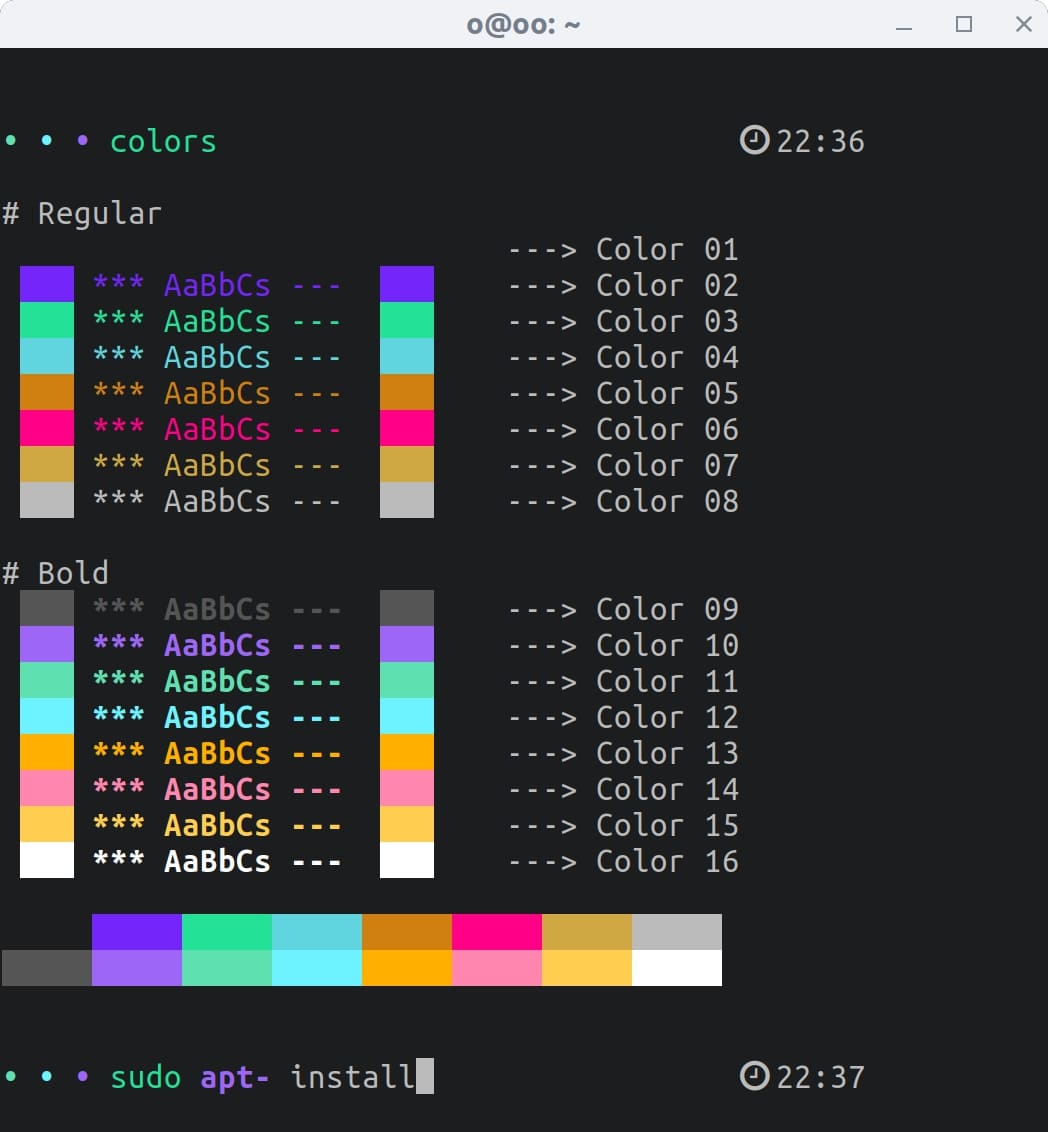 o@oo: ~
• • • colors 22:36
# Regular
---> Color 01
*** AaBbCs --- ---> Color 02
*** AaBbCs --- ---> Color 03
*** AaBbCs --- ---> Color 04
*** AaBbCs --- ---> Color 05
*** AaBbCs --- ---> Color 06
*** AaBbCs --- ---> Color 07
*** AaBbCs --- ---> Color 08
# Bold
*** AaBbCs --- ---> Color 09
*** AaBbCs --- ---> Color 10
*** AaBbCs --- ---> Color 11
*** AaBbCs --- ---> Color 12
*** AaBbCs --- ---> Color 13
*** AaBbCs --- ---> Color 14
*** AaBbCs --- ---> Color 15
*** AaBbCs --- ---> Color 16
• • • sudo apt- install 22:37